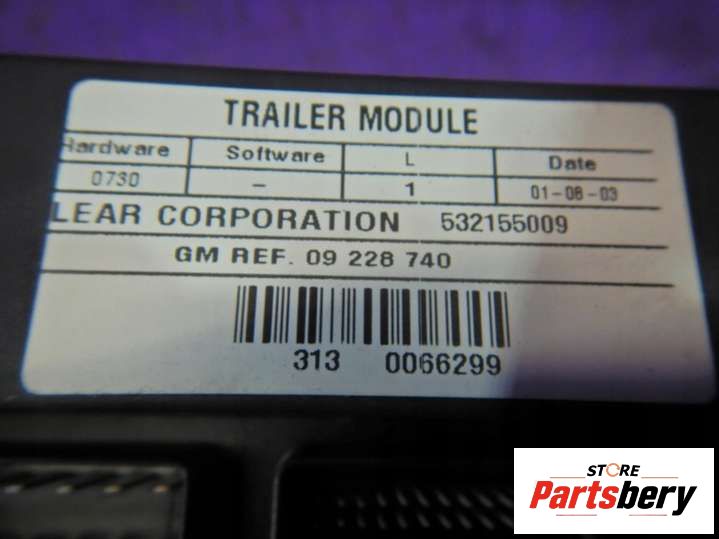 TRAILER MODULE
Hardware Software L Date
0730 – 1 01-08-03
LEAR CORPORATION 532155009
GM REF. 09 228 740
313 0066299
STORE
Partsbery